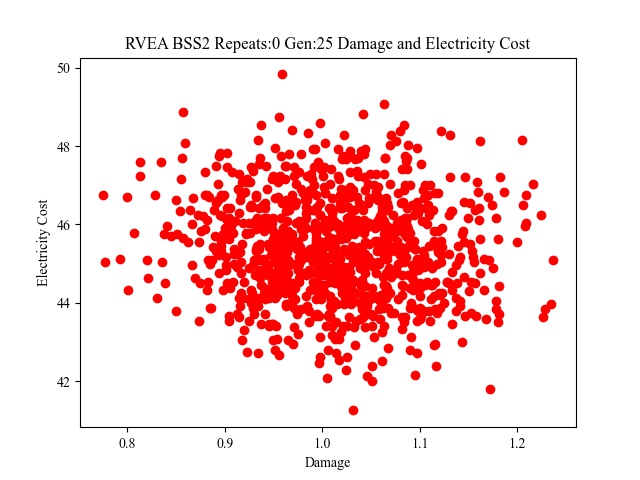 RVEA BSS2 Repeats:0 Gen:25 Damage and Electricity Cost
50
48
46
44
42
Electricity Cost
0.8 0.9 1.0 1.1 1.2
Damage